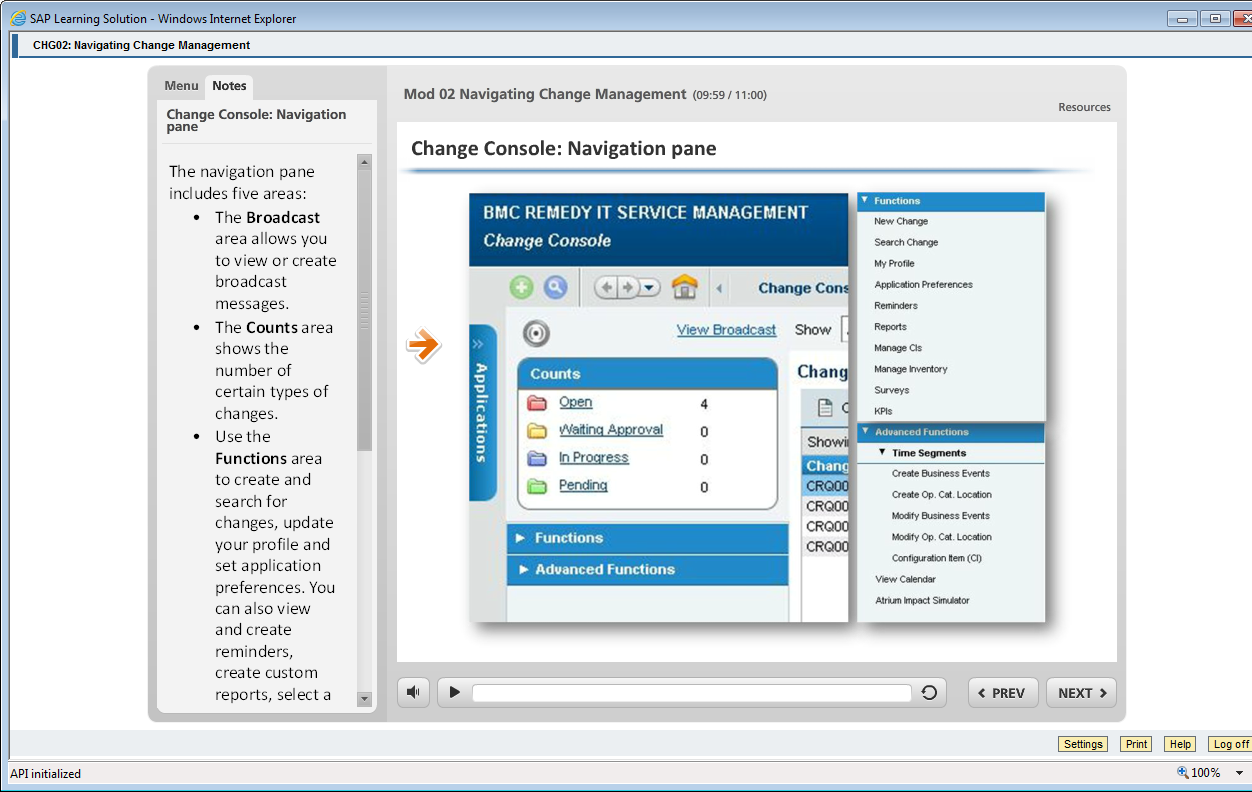 SAP Learning Solution - Windows Internet Explorer
CHG02: Navigating Change Management
Menu
Notes
Change Console: Navigation
pane
The navigation pane
includes five areas:
• The Broadcast
area allows you
to view or create
broadcast
messages.
• The Counts area
shows the
number of
certain types of
changes.
• Use the
Functions area
to create and
search for
changes, update
your profile and
set application
preferences. You
can also view
and create
reminders,
create custom
reports, select a
Mod 02 Navigating Change Management (09:59 / 11:00)
Resources
Change Console: Navigation pane
BMC REMEDY IT SERVICE MANAGEMENT
Change Console
Change Cons
View Broadcast
Show
Applications
Counts
Open 4
Waiting Approval 0
In Progress 0
Pending 0
Functions
Advanced Functions
Chang
Showi
Chang
CRQ00
CRQ00
CRQ00
CRQ00
Functions
New Change
Search Change
My Profile
Application Preferences
Reminders
Reports
Manage CIs
Manage Inventory
Surveys
KPIs
Advanced Functions
Time Segments
Create Business Events
Create Op. Cat. Location
Modify Business Events
Modify Op. Cat. Location
Configuration Item (CI)
View Calendar
Atrium Impact Simulator
PREV
NEXT
Settings
Print
Help
Log off
API initialized
100%